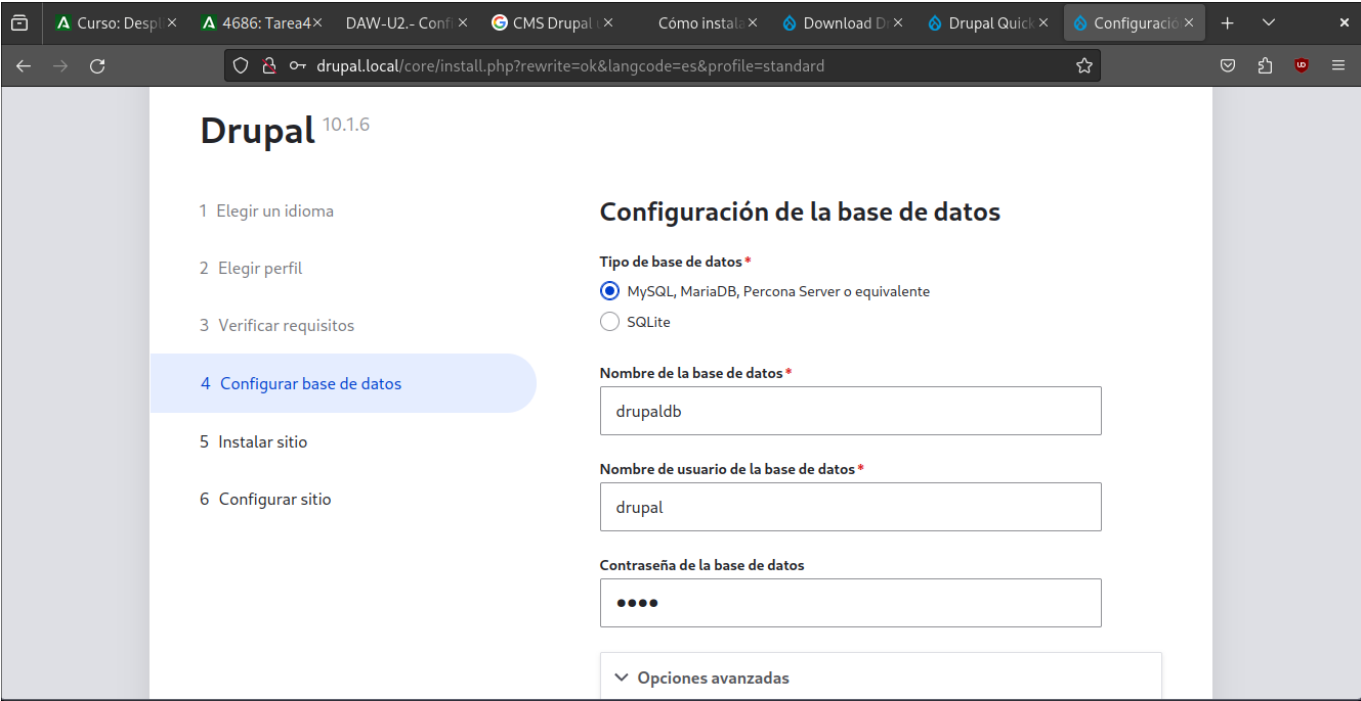 Curso: Despl
4686: Tarea4
DAW-U2.- Confi
CMS Drupal u
Cómo instala
Download Dr
Drupal Quick
Configuració
drupal.local/core/install.php?rewrite=ok&langcode=es&profile=standard
Drupal 10.1.6
1 Elegir un idioma
2 Elegir perfil
3 Verificar requisitos
4 Configurar base de datos
5 Instalar sitio
6 Configurar sitio
Configuración de la base de datos
Tipo de base de datos*
MySQL, MariaDB, Percona Server o equivalente
SQLite
Nombre de la base de datos*
drupaldb
Nombre de usuario de la base de datos*
drupal
Contraseña de la base de datos
••••
Opciones avanzadas